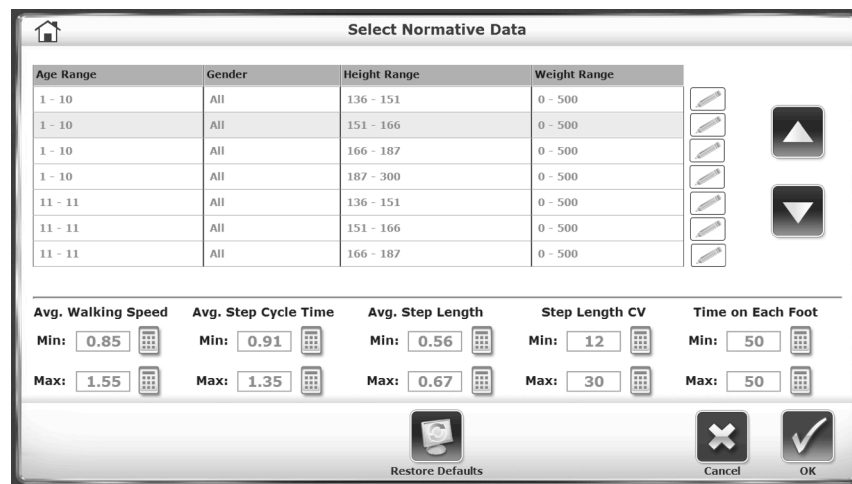 Select Normative Data
Age Range Gender Height Range Weight Range
1 - 10 All 136 - 151 0 - 500
1 - 10 All 151 - 166 0 - 500
1 - 10 All 166 - 187 0 - 500
1 - 10 All 187 - 300 0 - 500
11 - 11 All 136 - 151 0 - 500
11 - 11 All 151 - 166 0 - 500
11 - 11 All 166 - 187 0 - 500
Avg. Walking Speed Avg. Step Cycle Time Avg. Step Length Step Length CV Time on Each Foot
Min: 0.85 Min: 0.91 Min: 0.56 Min: 12 Min: 50
Max: 1.55 Max: 1.35 Max: 0.67 Max: 30 Max: 50
Restore Defaults Cancel OK